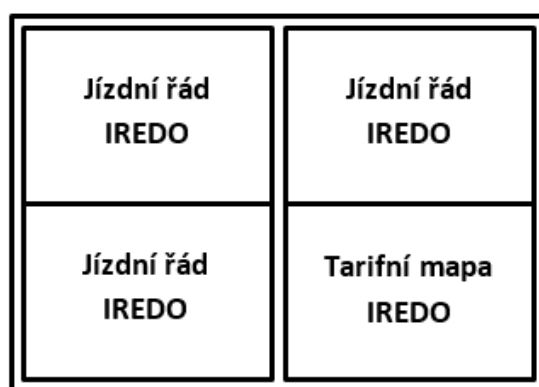 Jízdní řád
IREDO
Jízdní řád
IREDO
Jízdní řád
IREDO
Tarifní mapa
IREDO